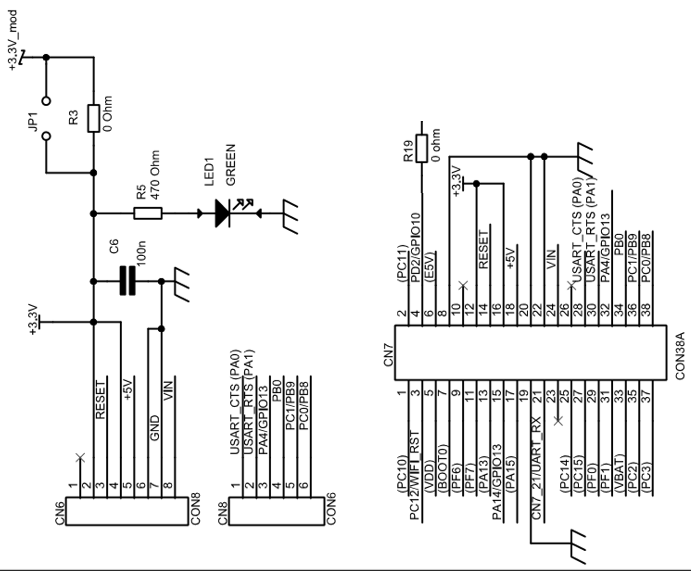 +3.3V_mod
JP1
R3
0 Ohm
R5
470 Ohm
LED1
GREEN
C6
100n
+3.3V
CN6
1
2
3
RESET
4
5
+5V
6
7
GND
8
VIN
CON8
CN8
1
USART_CTS (PA0)
2
USART_RTS (PA1)
3
PA4/GPIO13
4
PB0
5
PC1/PB9
6
PC0/PB8
CON6
R19
0 ohm
+3.3V
CN7
2
(PC11)
4
PD2/GPIO10
6
(E5V)
8
10
12
14
RESET
16
18
+5V
20
22
24
VIN
26
28
USART_CTS (PA0)
30
USART_RTS (PA1)
32
PA4/GPIO13
34
PB0
36
PC1/PB9
38
PC0/PB8
1
(PC10)
3
PC12/WIFI_RST
5
(VDD)
7
(BOOT0)
9
(PF6)
11
(PF7)
13
(PA13)
15
PA14/GPIO13
17
(PA15)
19
21
CN7_21/UART_RX
23
25
(PC14)
27
(PC15)
29
(PF0)
31
(PF1)
33
(VBAT)
35
(PC2)
37
(PC3)
CON38A